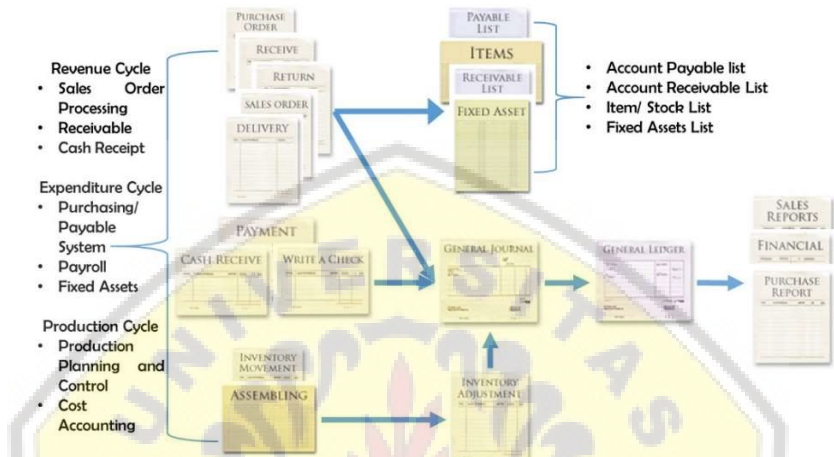 Revenue Cycle
• Sales Order
Processing
• Receivable
• Cash Receipt
Expenditure Cycle
• Purchasing/
Payable
System
• Payroll
• Fixed Assets
Production Cycle
• Production
Planning and
Control
• Cost
Accounting
PURCHASE
ORDER
RECEIVE
RETURN
SALES ORDER
DELIVERY
PAYMENT
CASH RECEIVE
WRITE A CHECK
INVENTORY
MOVEMENT
ASSEMBLING
PAYABLE
LIST
ITEMS
RECEIVABLE
LIST
FIXED ASSET
GENERAL JOURNAL
INVENTORY
ADJUSTMENT
GENERAL LEDGER
• Account Payable list
• Account Receivable List
• Item/ Stock List
• Fixed Assets List
SALES
REPORTS
FINANCIAL
PURCHASE
REPORT
UNIVERSITAS